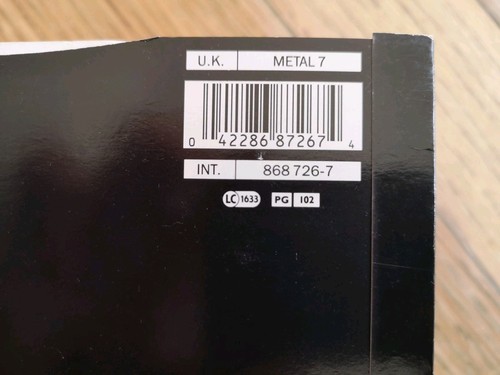 U.K. METAL 7
0 42286 87267 4
INT. 868 726-7
LC 1633 PG 102